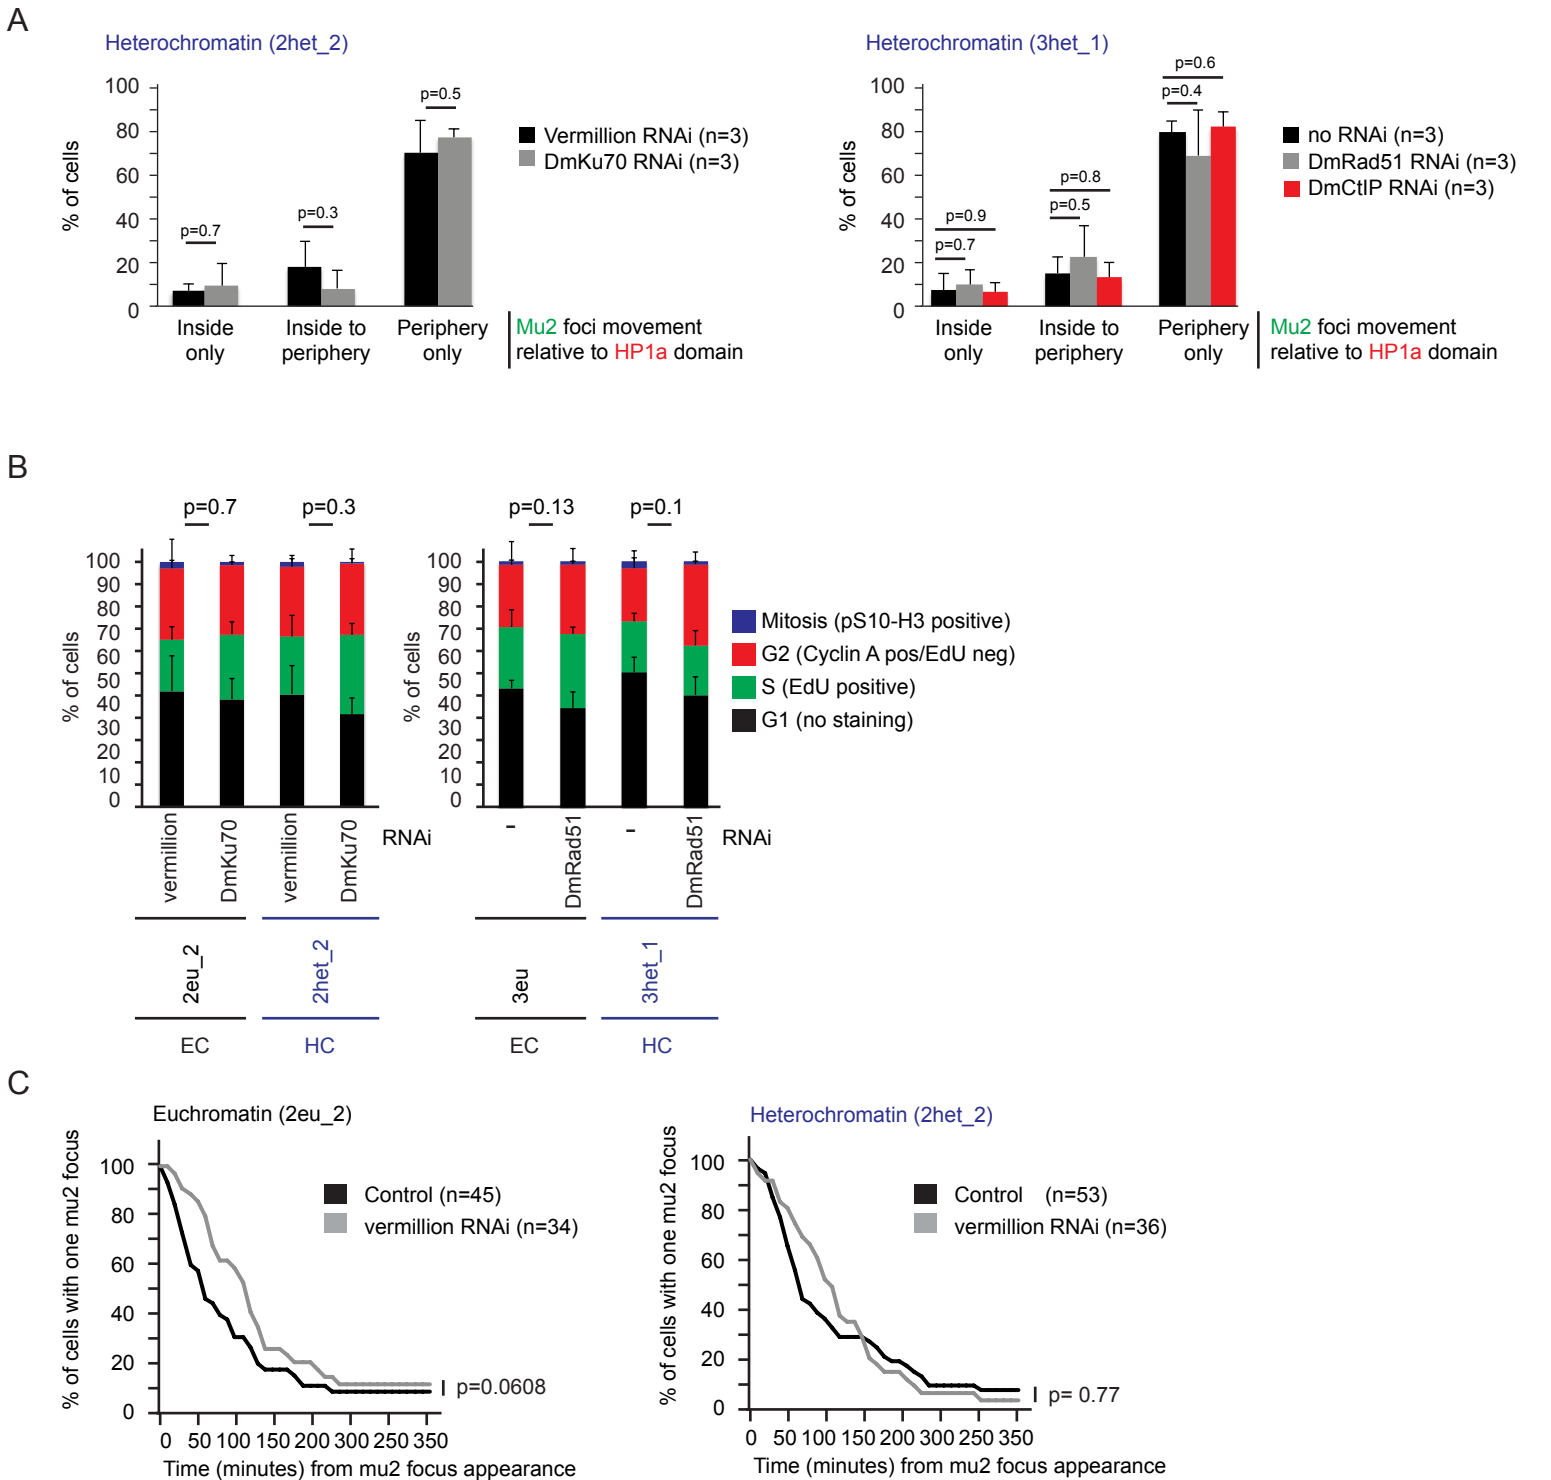 A
Heterochromatin (2het_2)
% of cells
100
80
60
40
20
0
p=0.7
p=0.3
p=0.5
Vermillion RNAi (n=3)
DmKu70 RNAi (n=3)
Inside only
Inside to periphery
Periphery only
Mu2 foci movement
relative to HP1a domain
Heterochromatin (3het_1)
% of cells
100
80
60
40
20
0
p=0.9
p=0.7
p=0.8
p=0.5
p=0.6
p=0.4
no RNAi (n=3)
DmRad51 RNAi (n=3)
DmCtIP RNAi (n=3)
Inside only
Inside to periphery
Periphery only
Mu2 foci movement
relative to HP1a domain
B
p=0.7
p=0.3
% of cells
100
90
80
70
60
50
40
30
20
10
0
vermillion
DmKu70
vermillion
DmKu70
RNAi
2eu_2
2het_2
EC
HC
p=0.13
p=0.1
% of cells
100
90
80
70
60
50
40
30
20
10
0
-
DmRad51
-
DmRad51
RNAi
3eu
3het_1
EC
HC
Mitosis (pS10-H3 positive)
G2 (Cyclin A pos/EdU neg)
S (EdU positive)
G1 (no staining)
C
Euchromatin (2eu_2)
% of cells with one mu2 focus
100
80
60
40
20
0
Control (n=45)
vermillion RNAi (n=34)
p=0.0608
0 50 100 150 200 300 250 350
Time (minutes) from mu2 focus appearance
Heterochromatin (2het_2)
% of cells with one mu2 focus
100
80
60
40
20
0
Control (n=53)
vermillion RNAi (n=36)
p= 0.77
0 50 100 150 200 300 250 350
Time (minutes) from mu2 focus appearance